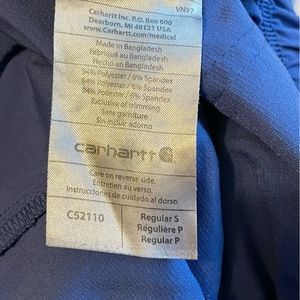 VN97
Carhartt Inc. P.O. Box 600
Dearborn, MI 48121 USA
www.Carhartt.com/medical
Made in Bangladesh
Fabriqué au Bangladesh
Hecho en Bangladesh
94% Polyester / 6% Spandex
94% Polyester / 6% Spandex
94% Polyester / 6% Spandex
Exclusive of trimming
Sans garniture
Sin incluir adorno
carhartt
Care on reverse side.
Entretien au verso.
Instrucciones de cuidado al dorso.
C52110
Regular S
Régulière P
Regular P